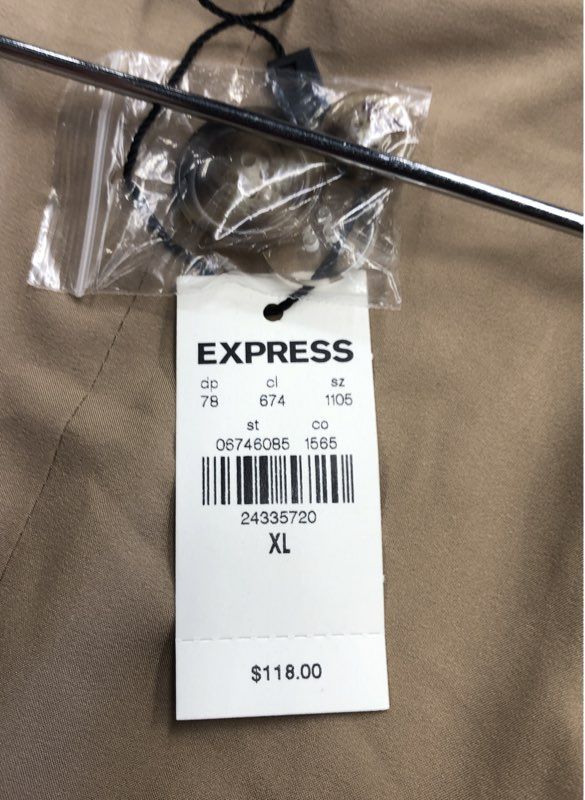 EXPRESS
dp cl sz
78 674 1105
st co
06746085 1565
24335720
XL
$118.00